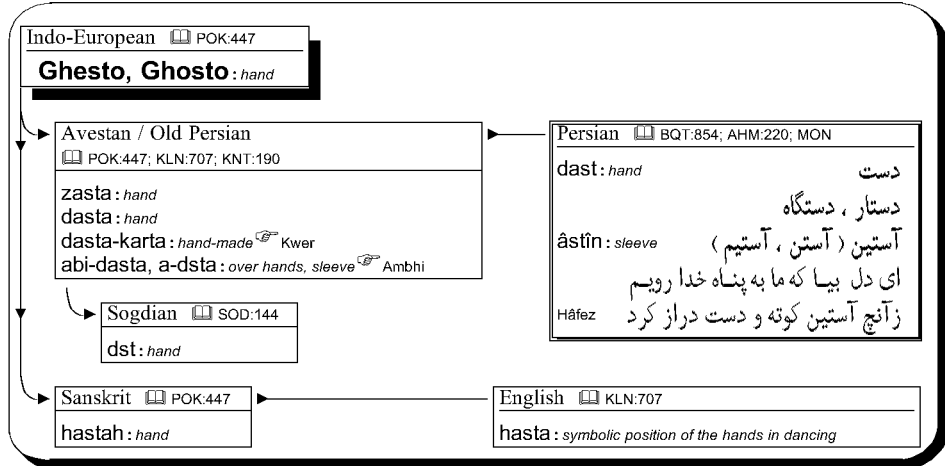 Indo-European 🕮 POK:447
Ghesto, Ghosto : hand
Avestan / Old Persian
🕮 POK:447; KLN:707; KNT:190
zasta : hand
dasta : hand
dasta-karta : hand-made ☞ Kwer
abi-dasta, a-dsta : over hands, sleeve ☞ Ambhi
Persian 🕮 BQT:854; AHM:220; MON
dast : hand دست
دستار ، دستگاه
âstîn : sleeve آستین ( آستن ، آستیم )
ای دل بیـا که ما به پنـاه خدا رویـم
Hâfez زآنچ آستین کوته و دست دراز کرد
Sogdian 🕮 SOD:144
dst : hand
Sanskrit 🕮 POK:447
hastah : hand
English 🕮 KLN:707
hasta : symbolic position of the hands in dancing